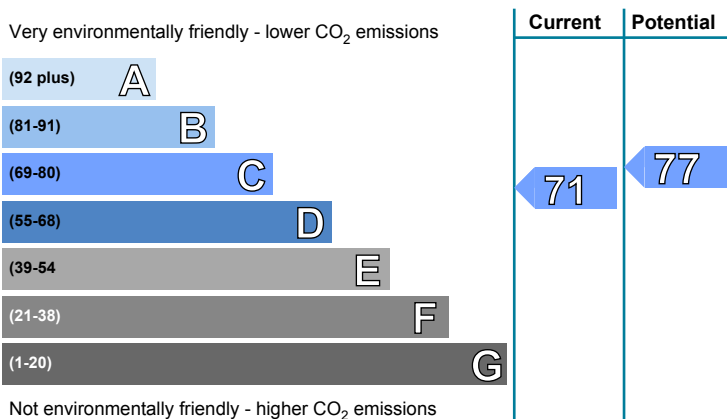 Very environmentally friendly - lower CO2 emissions
Current
Potential
(92 plus) A
(81-91) B
(69-80) C
(55-68) D
(39-54 E
(21-38) F
(1-20) G
71
77
Not environmentally friendly - higher CO2 emissions